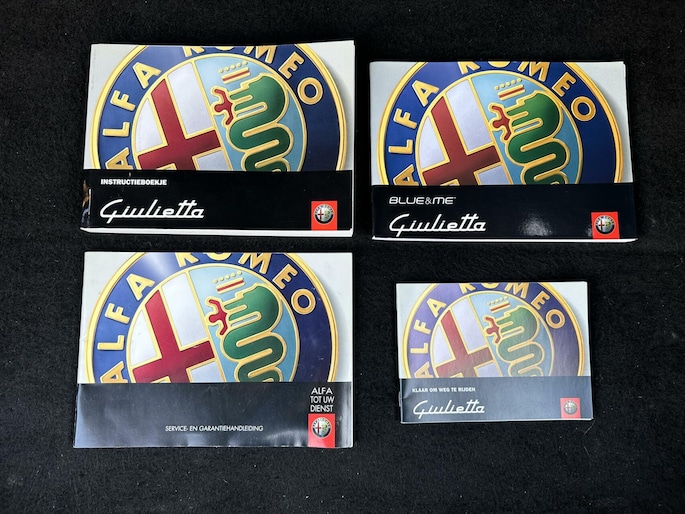 ALFA ROMEO
INSTRUCTIEBOEKJE
Giulietta
ALFA ROMEO
BLUE&ME™
Giulietta
ALFA ROMEO
ALFA
TOT UW
DIENST
SERVICE- EN GARANTIEHANDLEIDING
ALFA ROMEO
KLAAR OM WEG TE RIJDEN
Giulietta